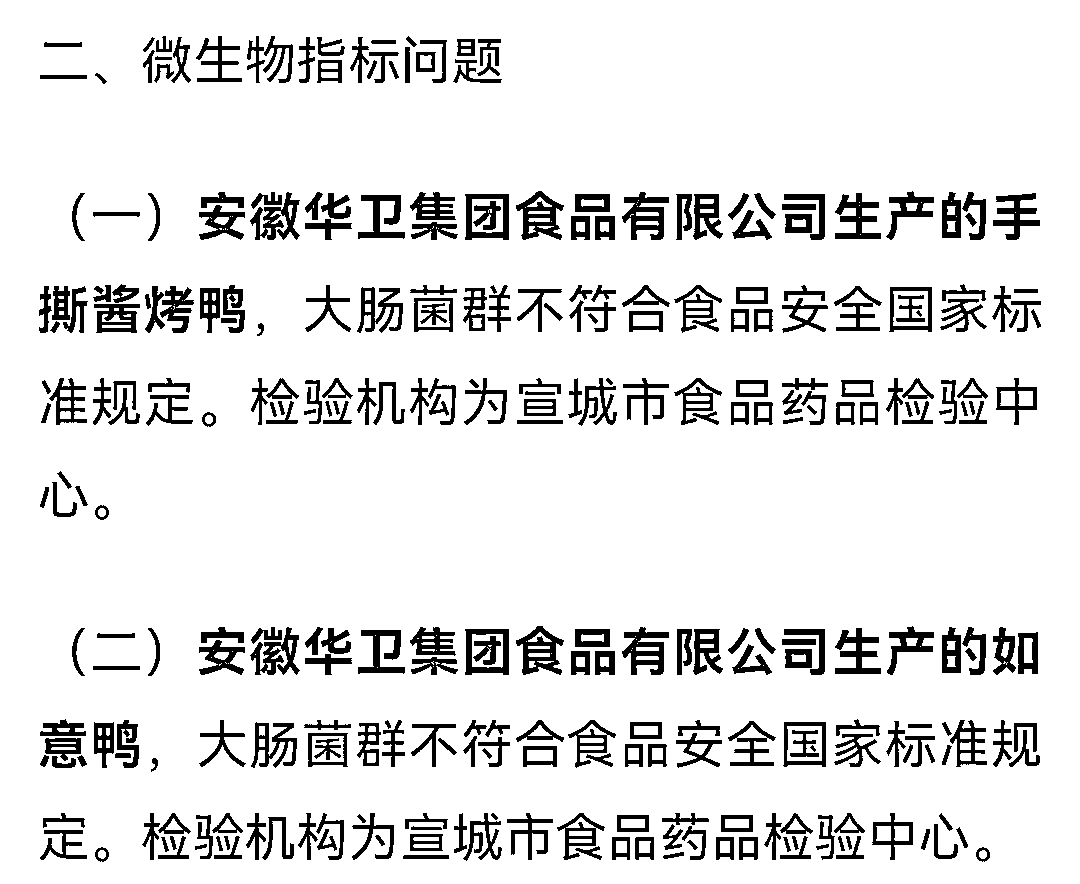 二、微生物指标问题
（一）安徽华卫集团食品有限公司生产的手
撕酱烤鸭，大肠菌群不符合食品安全国家标
准规定。检验机构为宣城市食品药品检验中
心。
（二）安徽华卫集团食品有限公司生产的如
意鸭，大肠菌群不符合食品安全国家标准规
定。检验机构为宣城市食品药品检验中心。